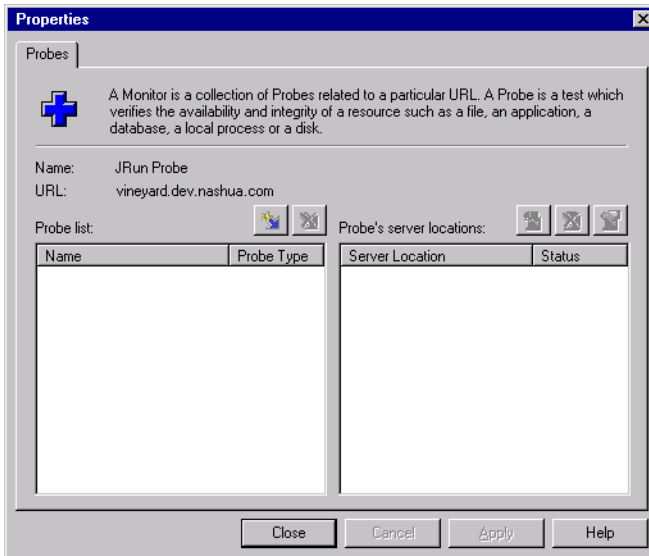 Properties
Probes
A Monitor is a collection of Probes related to a particular URL. A Probe is a test which
verifies the availability and integrity of a resource such as a file, an application, a
database, a local process or a disk.
Name: JRun Probe
URL: vineyard.dev.nashua.com
Probe list:
Probe's server locations:
Name Probe Type
Server Location Status
Close Cancel Apply Help